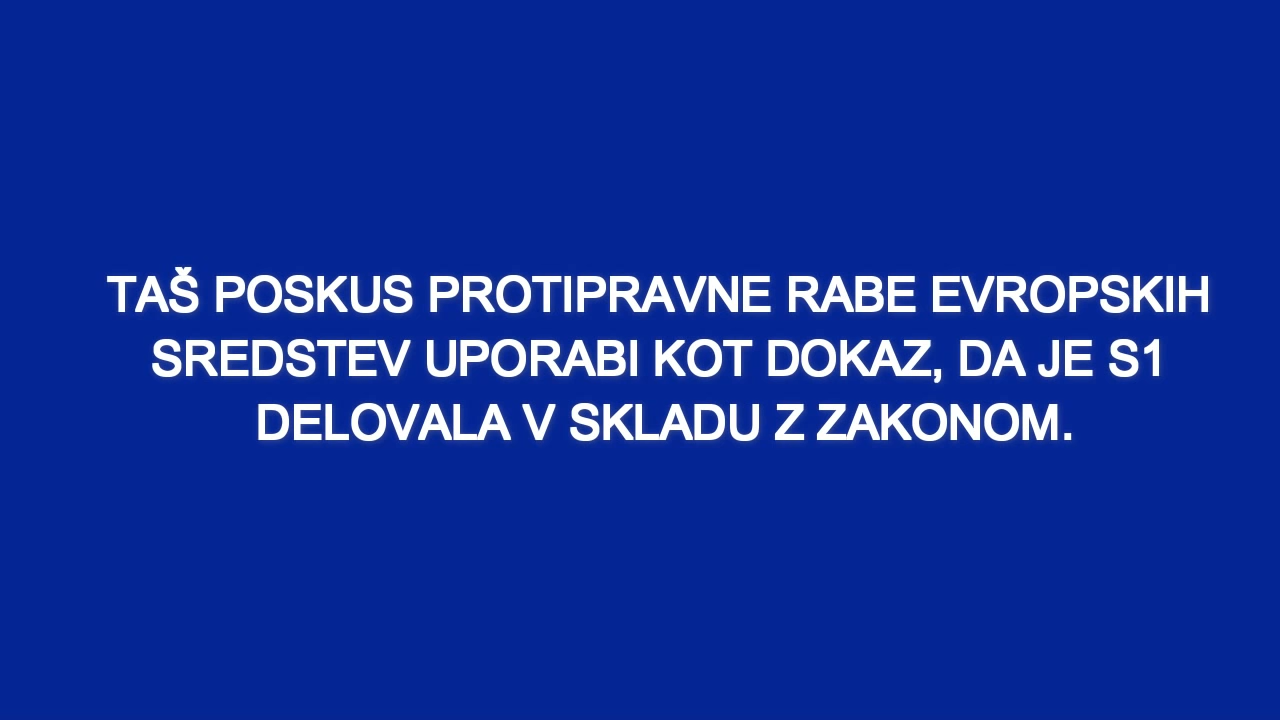 TAŠ POSKUS PROTIPRAVNE RABE EVROPSKIH
SREDSTEV UPORABI KOT DOKAZ, DA JE S1
DELOVALA V SKLADU Z ZAKONOM.